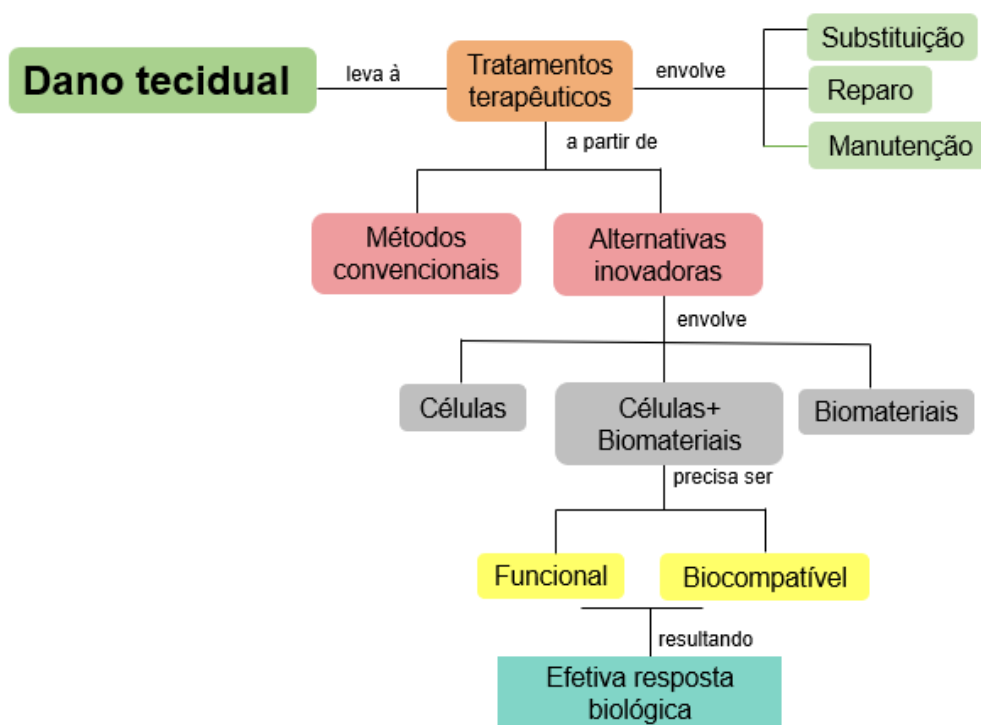 Dano tecidual
leva à
Tratamentos
terapêuticos
envolve
Substituição
Reparo
Manutenção
a partir de
Métodos
convencionais
Alternativas
inovadoras
envolve
Células
Células+
Biomateriais
Biomateriais
precisa ser
Funcional
Biocompatível
resultando
Efetiva resposta
biológica